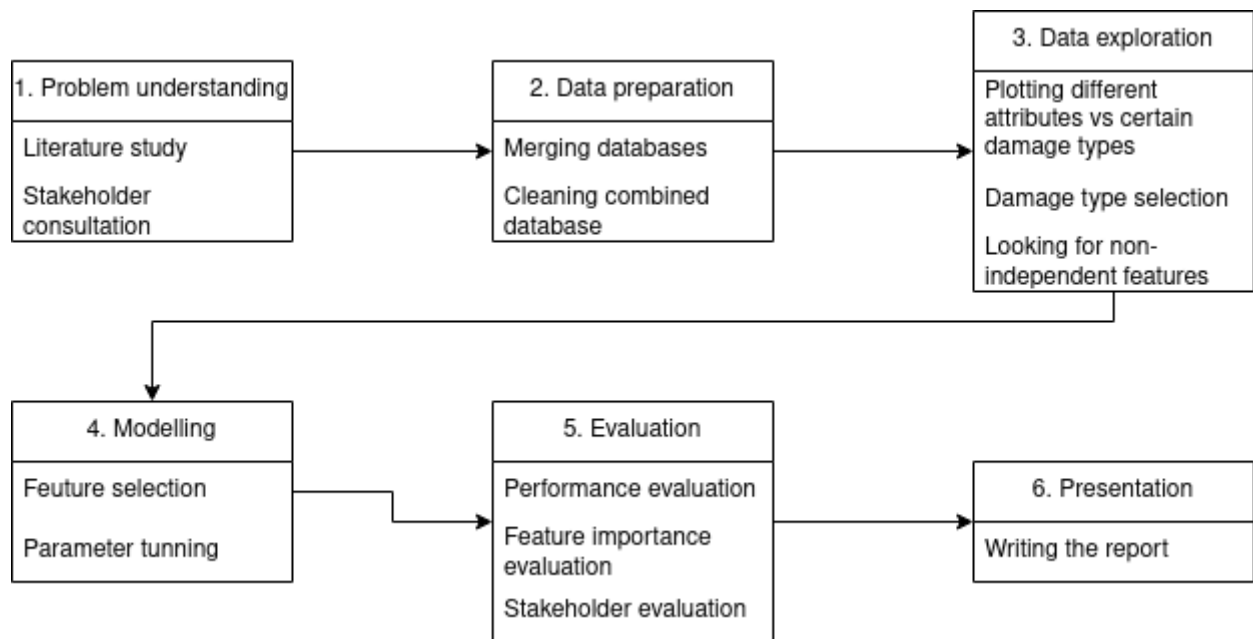 1. Problem understanding
Literature study
Stakeholder
consultation
2. Data preparation
Merging databases
Cleaning combined
database
3. Data exploration
Plotting different
attributes vs certain
damage types
Damage type selection
Looking for non-
independent features
4. Modelling
Feuture selection
Parameter tunning
5. Evaluation
Performance evaluation
Feature importance
evaluation
Stakeholder evaluation
6. Presentation
Writing the report